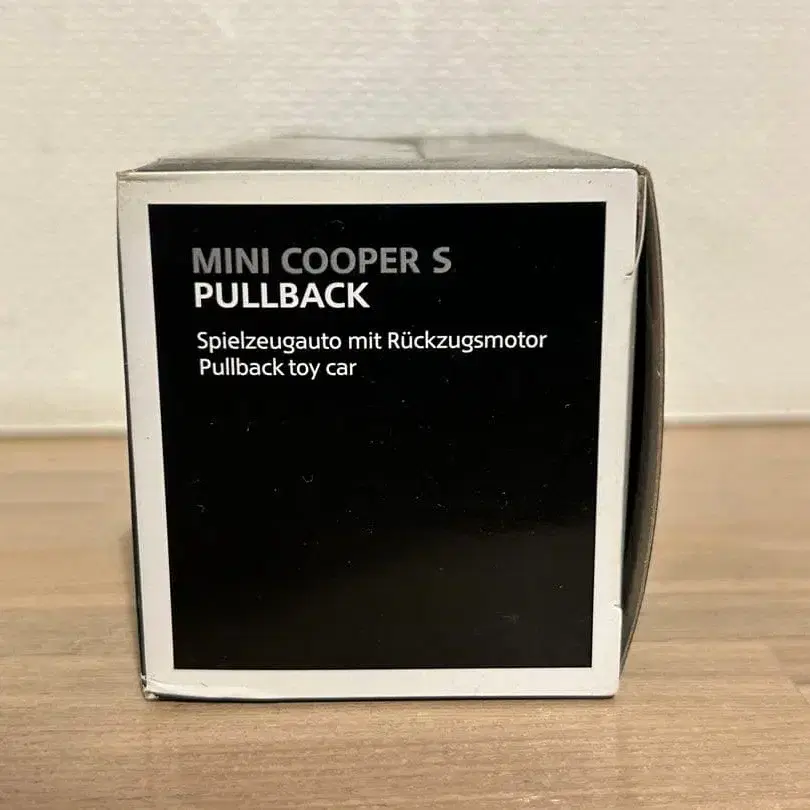 MINI COOPER S
PULLBACK
Spielzeugauto mit Rückzugsmotor
Pullback toy car